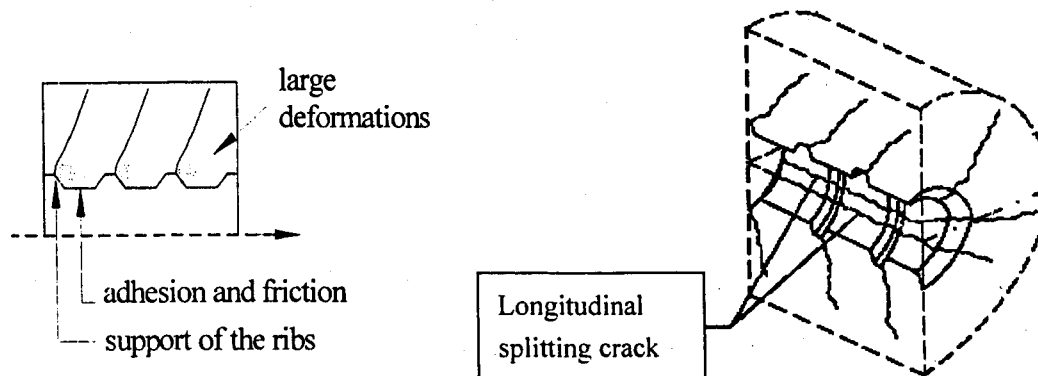 large
deformations
adhesion and friction
support of the ribs
Longitudinal
splitting crack